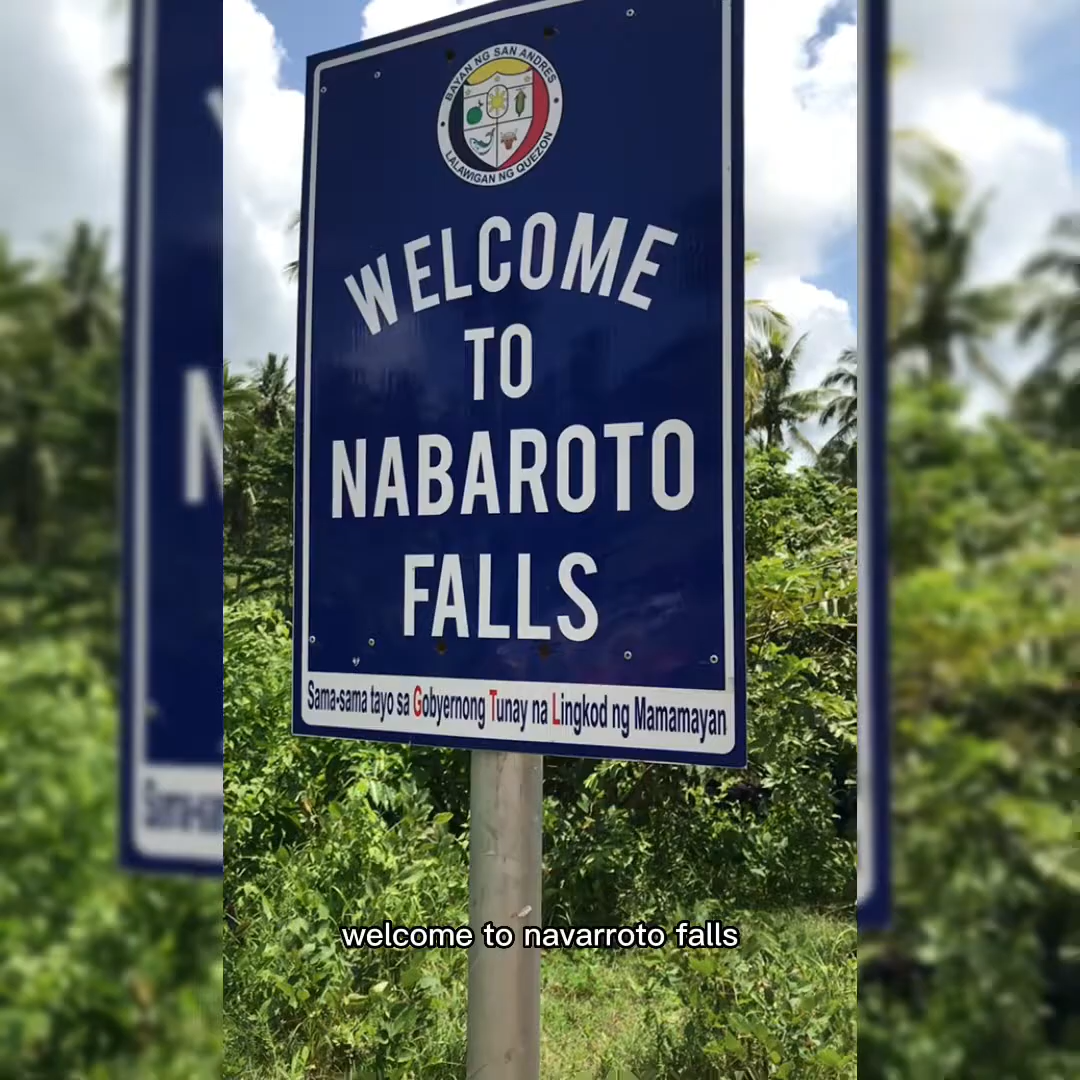 BAYAN NG SAN ANDRES
LALAWIGAN NG QUEZON
WELCOME
TO
NABAROTO
FALLS
Sama-sama tayo sa Gobyernong Tunay na Lingkod ng Mamamayan
welcome to navarroto falls